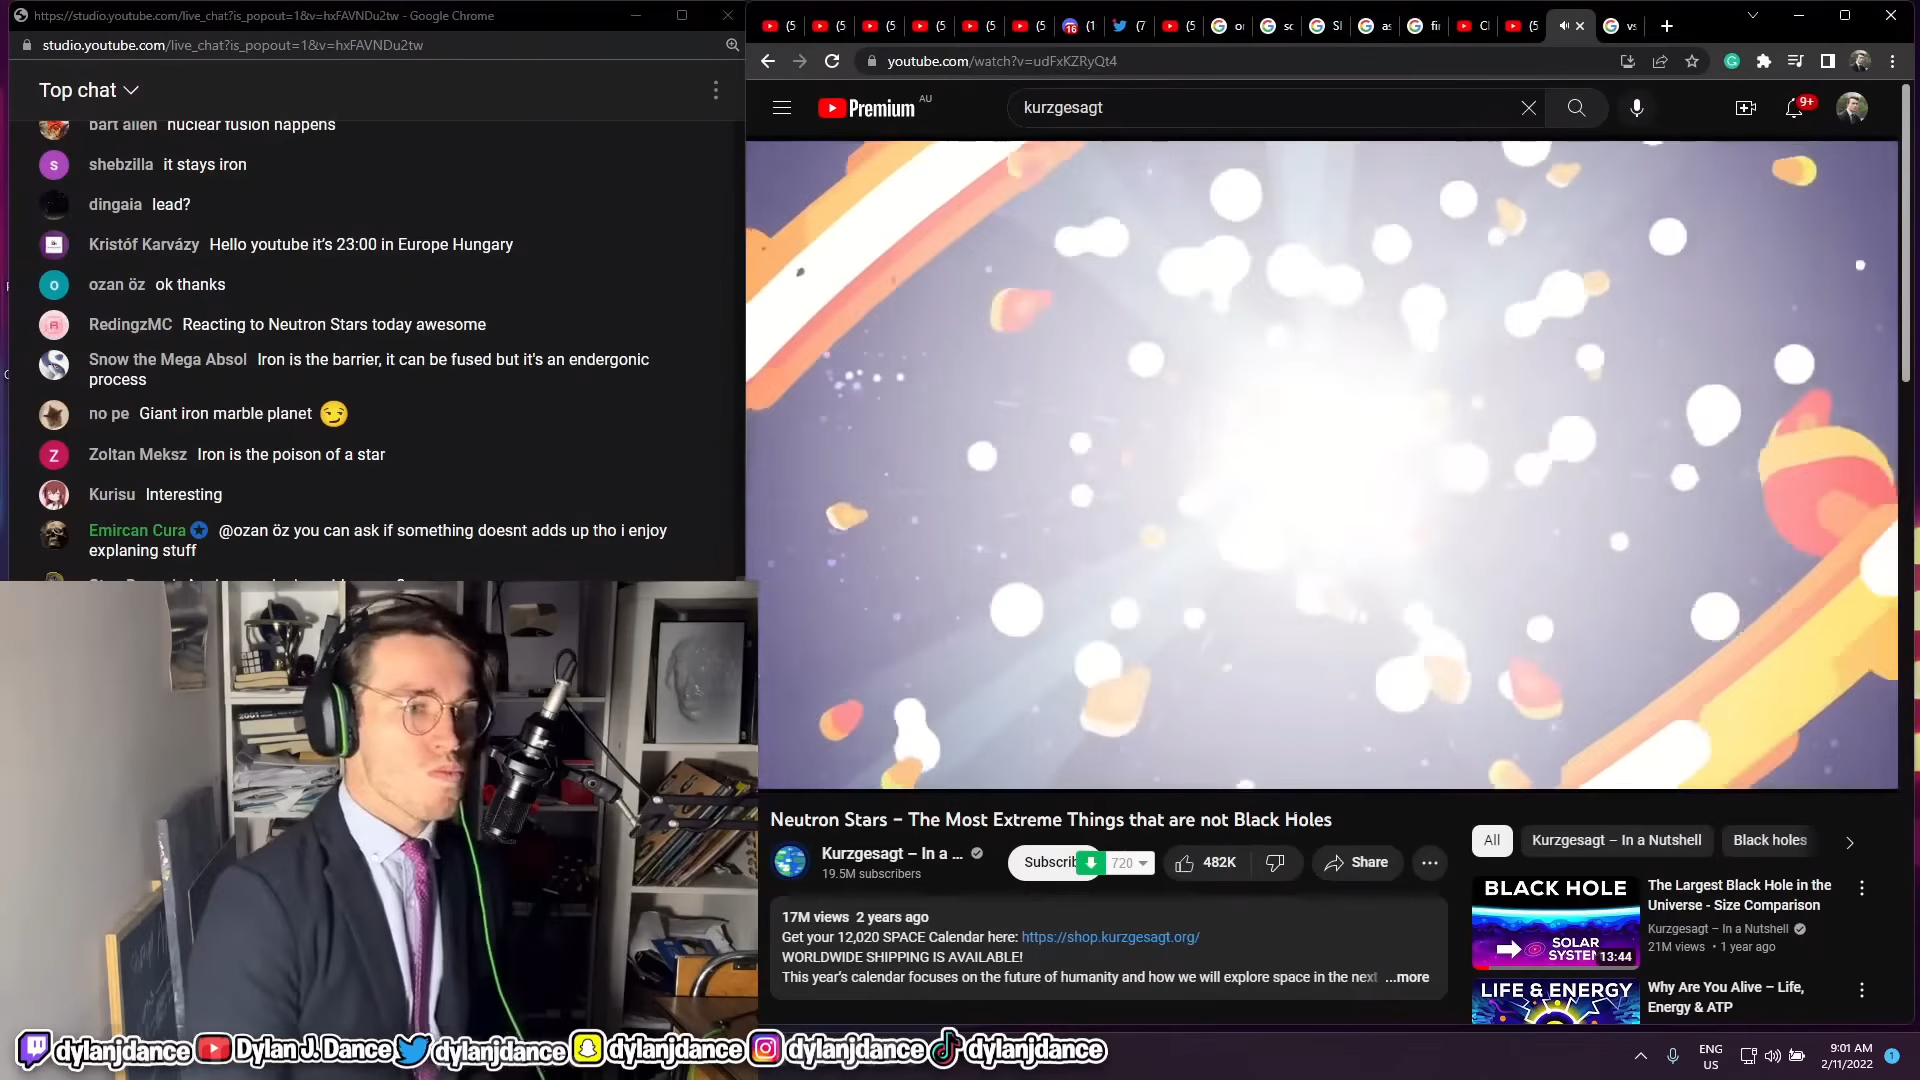 https://studio.youtube.com/live_chat?is_popout=1&v=hxFAVNDu2tw - Google Chrome
studio.youtube.com/live_chat?is_popout=1&v=hxFAVNDu2tw
Top chat
bart allen nuclear fusion happens
shebzilla it stays iron
dingaia lead?
Kristóf Karvázy Hello youtube it's 23:00 in Europe Hungary
ozan öz ok thanks
RedingzMC Reacting to Neutron Stars today awesome
Snow the Mega Absol Iron is the barrier, it can be fused but it's an endergonic
process
no pe Giant iron marble planet 😏
Zoltan Meksz Iron is the poison of a star
Kurisu Interesting
Emircan Cura @ozan öz you can ask if something doesnt adds up tho i enjoy
explaning stuff
youtube.com/watch?v=udFxKZRyQt4
Premium AU
kurzgesagt
9+
Neutron Stars – The Most Extreme Things that are not Black Holes
Kurzgesagt – In a ...
19.5M subscribers
Subscrib
720
482K
Share
17M views 2 years ago
Get your 12,020 SPACE Calendar here: https://shop.kurzgesagt.org/
WORLDWIDE SHIPPING IS AVAILABLE!
This year's calendar focuses on the future of humanity and how we will explore space in the next ...more
All
Kurzgesagt – In a Nutshell
Black holes
BLACK HOLE
SOLAR
SYSTEM
13:44
The Largest Black Hole in the
Universe - Size Comparison
Kurzgesagt – In a Nutshell
21M views • 1 year ago
LIFE & ENERGY
Why Are You Alive – Life,
Energy & ATP
dylanjdance Dylan J. Dance dylanjdance dylanjdance dylanjdance dylanjdance
ENG
US
9:01 AM
2/11/2022
1